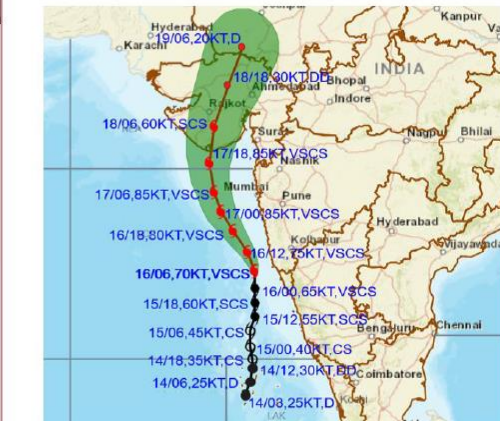 Kanpur
Hyderabad
19/06,20KT,D
Karachi
INDIA
18/18,30KT,DD
Bhopal
Ahmedabad
Indore
Rajkot
18/06,60KT,SCS
Surat
Nagpur
Bhilai
17/18,85KT,VSCS
Nashik
17/06,85KT,VSCS
Mumbai
Pune
17/00,85KT,VSCS
Hyderabad
16/18,80KT,VSCS
Kolhapur
Vijayawada
16/12,75KT,VSCS
16/06,70KT,VSCS
16/00,65KT,VSCS
15/18,60KT,SCS
15/12,55KT,SCS
Chennai
15/06,45KT,CS
Bengaluru
15/00,40KT,CS
14/18,35KT,CS
14/12,30KT,DD
Coimbatore
14/06,25KT,D
14/03,25KT,D
Kochi
LAK